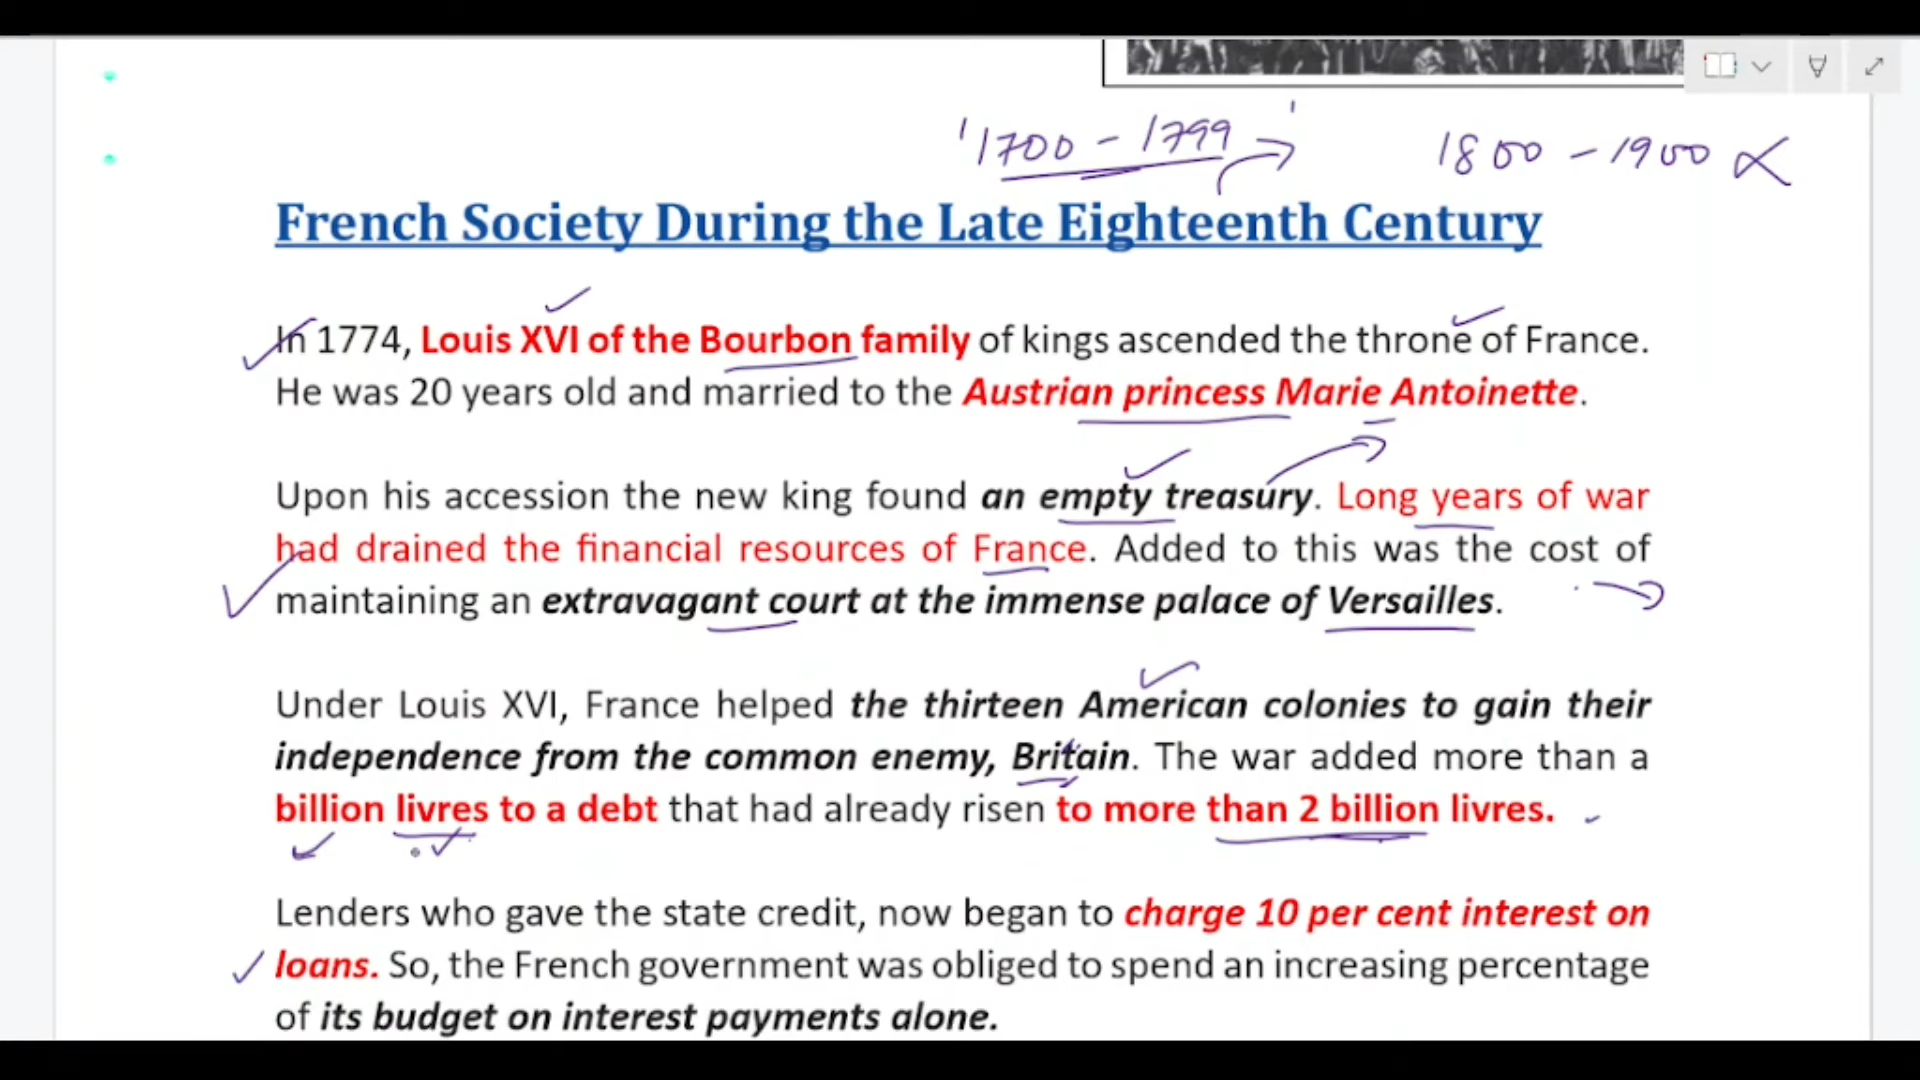 '1700 - 1799' 1800 - 1900
French Society During the Late Eighteenth Century
In 1774, Louis XVI of the Bourbon family of kings ascended the throne of France.
He was 20 years old and married to the Austrian princess Marie Antoinette.
Upon his accession the new king found an empty treasury. Long years of war
had drained the financial resources of France. Added to this was the cost of
maintaining an extravagant court at the immense palace of Versailles.
Under Louis XVI, France helped the thirteen American colonies to gain their
independence from the common enemy, Britain. The war added more than a
billion livres to a debt that had already risen to more than 2 billion livres.
Lenders who gave the state credit, now began to charge 10 per cent interest on
loans. So, the French government was obliged to spend an increasing percentage
of its budget on interest payments alone.